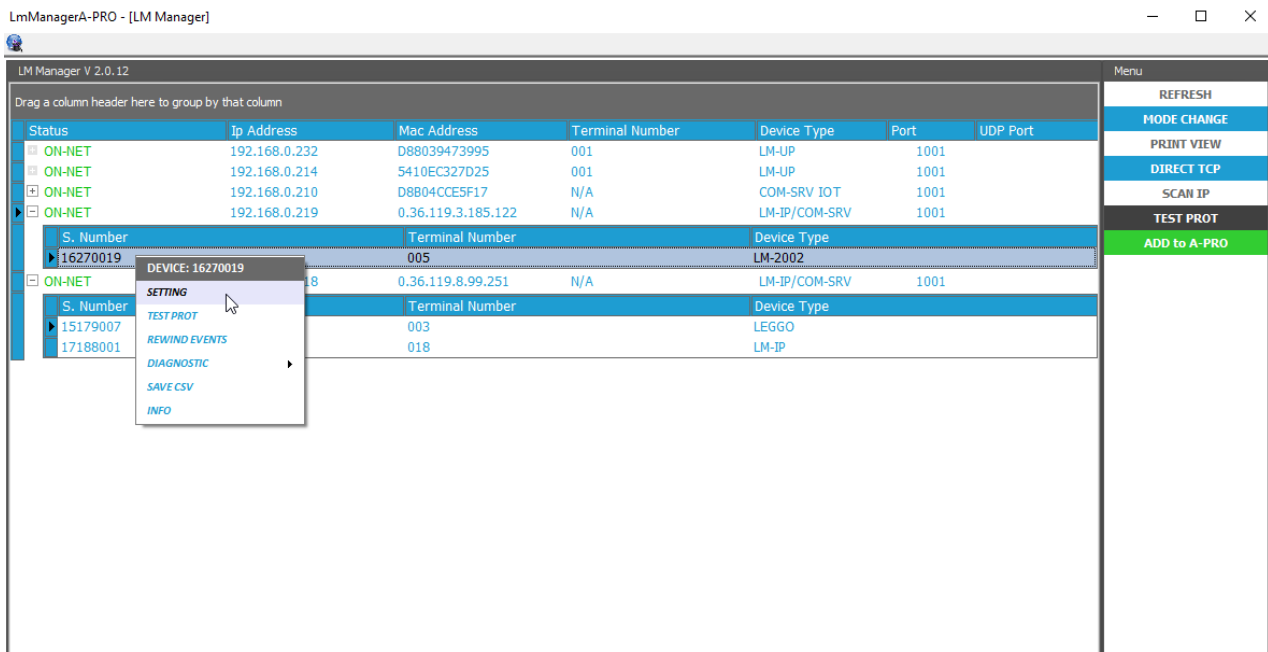 LmManagerA-PRO - [LM Manager]
LM Manager V 2.0.12
Menu
Drag a column header here to group by that column
REFRESH
MODE CHANGE
PRINT VIEW
DIRECT TCP
SCAN IP
TEST PROT
ADD to A-PRO
Status Ip Address Mac Address Terminal Number Device Type Port UDP Port
ON-NET 192.168.0.232 D88039473995 001 LM-UP 1001
ON-NET 192.168.0.214 5410EC327D25 001 LM-UP 1001
ON-NET 192.168.0.210 D8B04CCE5F17 N/A COM-SRV IOT 1001
ON-NET 192.168.0.219 0.36.119.3.185.122 N/A LM-IP/COM-SRV 1001
S. Number Terminal Number Device Type
16270019 005 LM-2002
ON-NET 18 0.36.119.8.99.251 N/A LM-IP/COM-SRV 1001
S. Number Terminal Number Device Type
15179007 003 LEGGO
17188001 018 LM-IP
DEVICE: 16270019
SETTING
TEST PROT
REWIND EVENTS
DIAGNOSTIC
SAVE CSV
INFO